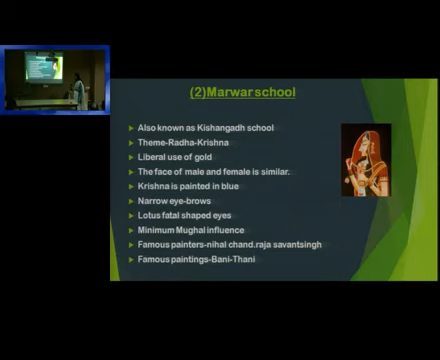 (2)Marwar school
Also known as Kishangadh school
Theme-Radha-Krishna
Liberal use of gold
The face of male and female is similar.
Krishna is painted in blue
Narrow eye-brows
Lotus fatal shaped eyes
Minimum Mughal influence
Famous painters-nihal chand.raja savantsingh
Famous paintings-Bani-Thani